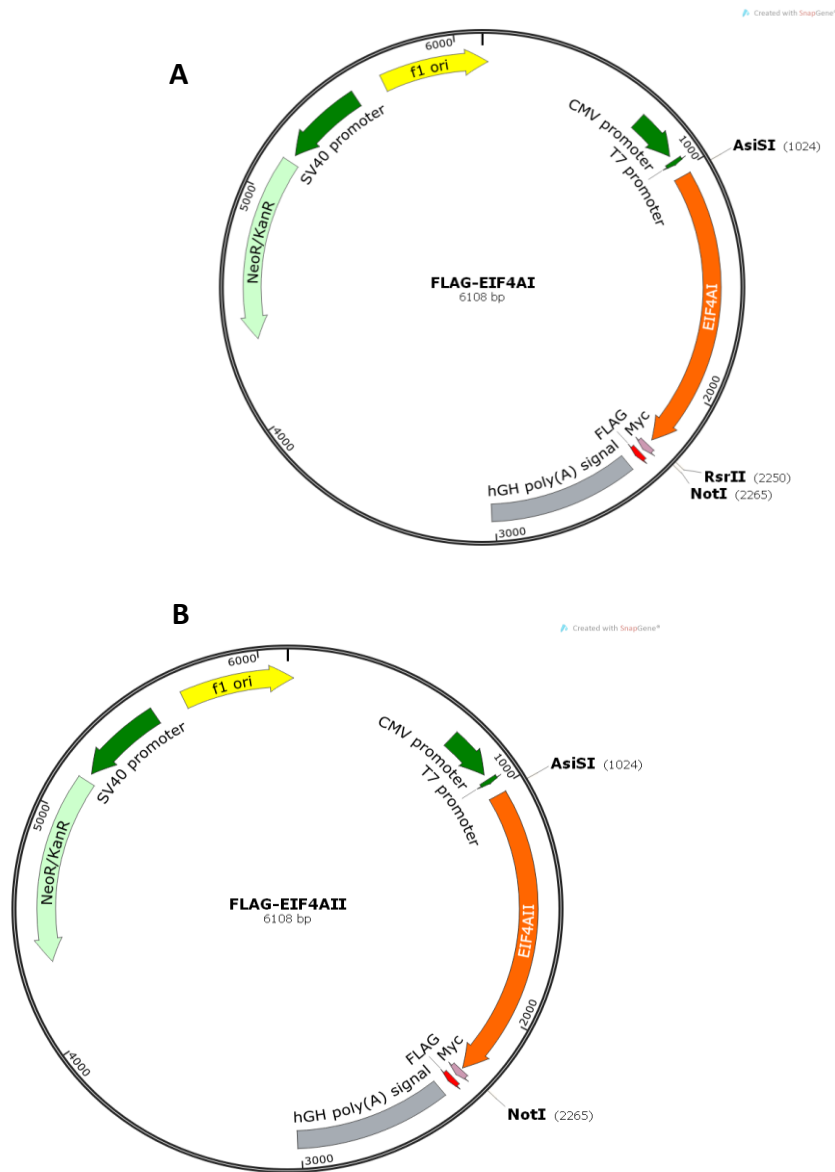 Created with SnapGene®
A
6000
f1 ori
SV40 promoter
CMV promoter
T7 promoter
1000
AsiSI (1024)
5000
NeoR/KanR
FLAG-EIF4AI
6108 bp
EIF4AI
2000
FLAG
Myc
hGH poly(A) signal
RsrII (2250)
NotI (2265)
4000
3000
B
Created with SnapGene®
6000
f1 ori
SV40 promoter
CMV promoter
T7 promoter
1000
AsiSI (1024)
5000
NeoR/KanR
FLAG-EIF4AII
6108 bp
EIF4AII
2000
FLAG
Myc
hGH poly(A) signal
NotI (2265)
4000
3000